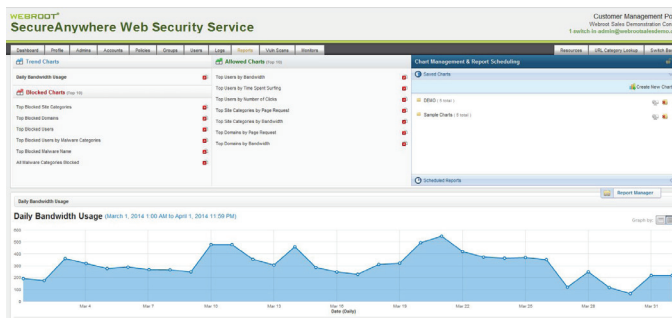 WEBROOT®
SecureAnywhere Web Security Service
Customer Management Po
Webroot Sales Demonstration Con
switch in admin@webrootsalesdemo.c
Dashboard Profile Admins Accounts Policies Groups Users Logs Reports Vuln Scans Monitors
Resources URL Category Lookup Switch Bac
Trend Charts
Daily Bandwidth Usage
Blocked Charts (Top 10)
Top Blocked Site Categories
Top Blocked Domains
Top Blocked Users
Top Blocked Users by Malware Categories
Top Blocked Malware Name
All Malware Categories Blocked
Allowed Charts (Top 10)
Top Users by Bandwidth
Top Users by Time Spent Surfing
Top Users by Number of Clicks
Top Site Categories by Page Request
Top Site Categories by Bandwidth
Top Domains by Page Request
Top Domains by Bandwidth
Chart Management & Report Scheduling
Saved Charts
Create New Chart
DEMO ( 6 total )
Sample Charts ( 5 total )
Scheduled Reports
Report Manager
Daily Bandwidth Usage
Daily Bandwidth Usage (March 1, 2014 1:00 AM to April 1, 2014 11:59 PM)
Graph by:
600
500
400
300
200
100
0
Mar 4 Mar 7 Mar 10 Mar 13 Mar 16 Mar 19 Mar 22 Mar 25 Mar 28 Mar 31
Date (Daily)